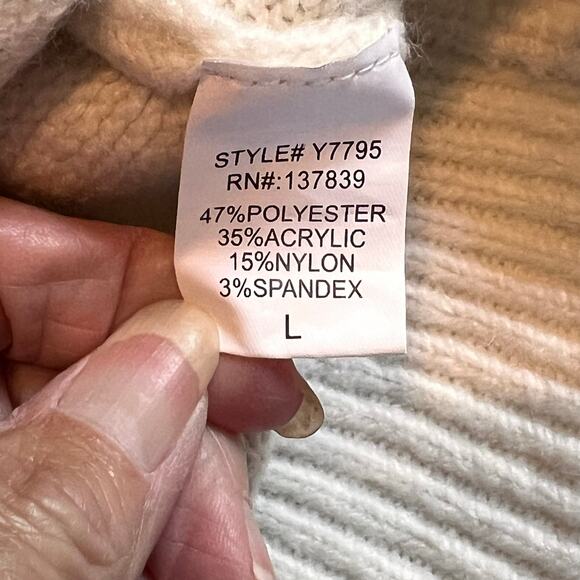 STYLE# Y7795
RN#:137839
47%POLYESTER
35%ACRYLIC
15%NYLON
3%SPANDEX
L